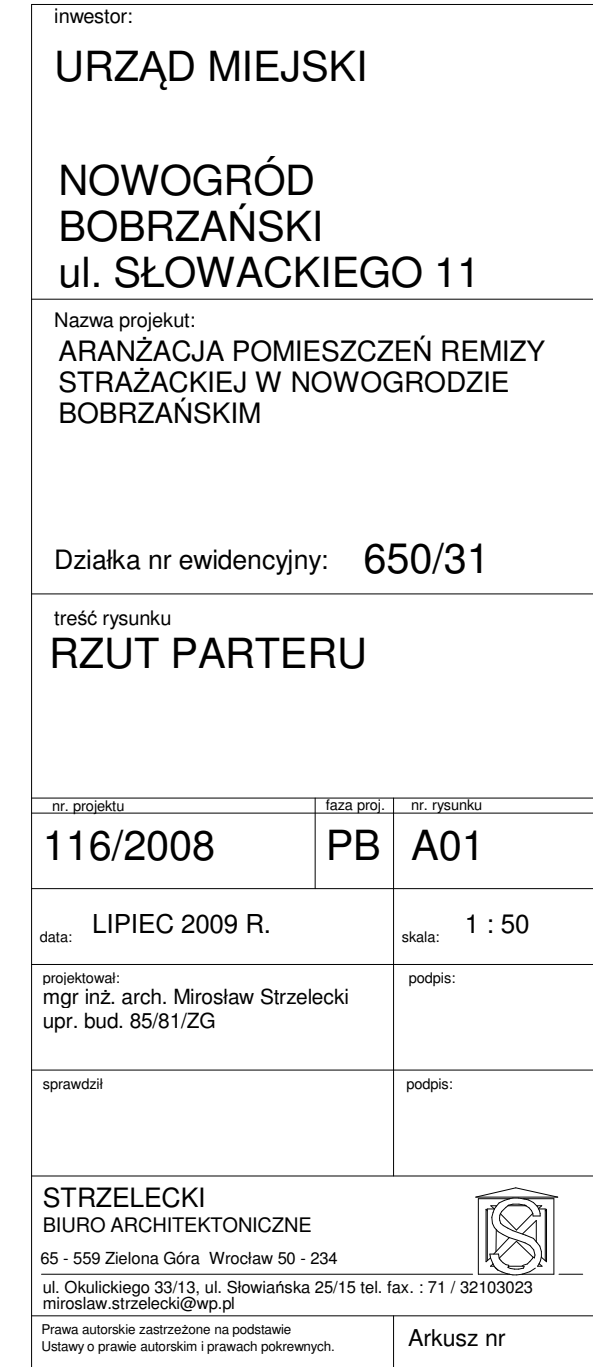 inwestor:
URZĄD MIEJSKI
NOWOGRÓD
BOBRZAŃSKI
ul. SŁOWACKIEGO 11
Nazwa projekut:
ARANŻACJA POMIESZCZEŃ REMIZY
STRAŻACKIEJ W NOWOGRODZIE
BOBRZAŃSKIM
Działka nr ewidencyjny: 650/31
treść rysunku
RZUT PARTERU
nr. projektu faza proj. nr. rysunku
116/2008 PB A01
data: LIPIEC 2009 R. skala: 1 : 50
projektował: podpis:
mgr inż. arch. Mirosław Strzelecki
upr. bud. 85/81/ZG
sprawdził podpis:
STRZELECKI
BIURO ARCHITEKTONICZNE
65 - 559 Zielona Góra Wrocław 50 - 234
ul. Okulickiego 33/13, ul. Słowiańska 25/15 tel. fax. : 71 / 32103023
miroslaw.strzelecki@wp.pl
Prawa autorskie zastrzeżone na podstawie
Ustawy o prawie autorskim i prawach pokrewnych.
Arkusz nr